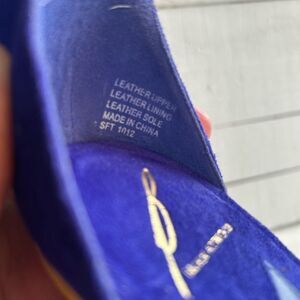 LEATHER UPPER
LEATHER LINING
LEATHER SOLE
MADE IN CHINA
SFT 1012